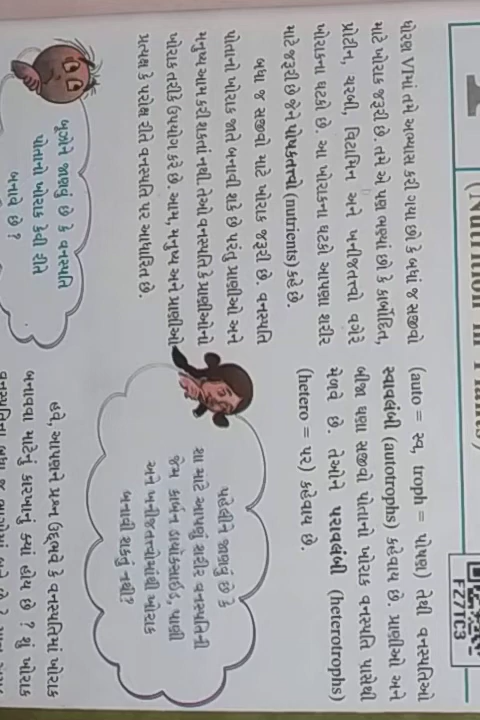 (Nutrition in Plants)
FZ7TC3
ધોરણ VIમાં તમે અભ્યાસ કરી ગયા છો કે બધાં જ સજીવો
માટે ખોરાક જરૂરી છે. તમે એ પણ ભણ્યાં છો કે કાર્બોદિત,
પ્રોટીન, ચરબી, વિટામિન અને ખનીજતત્ત્વો વગેરે
ખોરાકના ઘટકો છે. આ ખોરાકના ઘટકો આપણા શરીર
માટે જરૂરી છે જેને પોષકતત્ત્વો (nutrients) કહે છે.
બધા જ સજીવો માટે ખોરાક જરૂરી છે. વનસ્પતિ
પોતાનો ખોરાક જાતે બનાવી શકે છે પરંતુ પ્રાણીઓ અને
મનુષ્ય આમ કરી શકતાં નથી. તેઓ વનસ્પતિ કે પ્રાણીઓનો
ખોરાક તરીકે ઉપયોગ કરે છે. આમ, મનુષ્ય અને પ્રાણીઓ
પ્રત્યક્ષ કે પરોક્ષ રીતે વનસ્પતિ પર આધારિત છે.
બૂઝોને જાણવું છે કે વનસ્પતિ
પોતાનો ખોરાક કેવી રીતે
બનાવે છે ?
(auto = સ્વ, troph = પોષણ) તેથી વનસ્પતિઓ
સ્વાવલંબી (autotrophs) કહેવાય છે. પ્રાણીઓ અને
બીજા ઘણા સજીવો પોતાનો ખોરાક વનસ્પતિ પાસેથી
મેળવે છે. તેઓને પરાવલંબી (heterotrophs)
(hetero = પર) કહેવાય છે.
પહેલીને જાણવું છે કે
શા માટે આપણું શરીર વનસ્પતિની
જેમ કાર્બન ડાયોક્સાઈડ, પાણી
અને ખનીજતત્ત્વોમાંથી ખોરાક
બનાવી શકતું નથી?
હવે, આપણને પ્રશ્ન ઉદ્ભવે કે વનસ્પતિમાં ખોરાક
બનાવવા માટેનું કારખાનું ક્યાં હોય છે ? શું ખોરાક